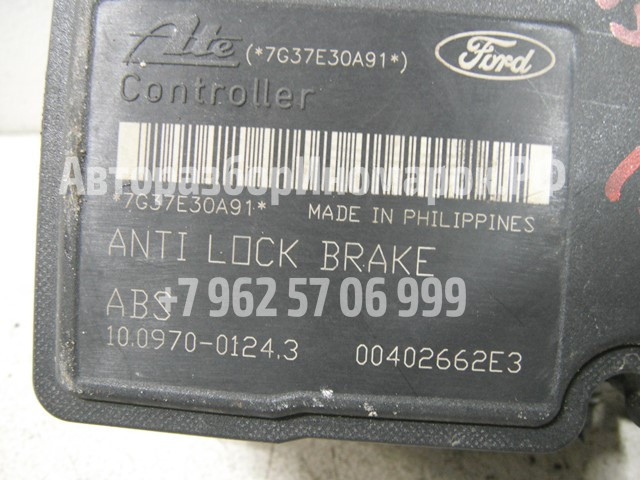 Ate (*7G37E30A91*) Ford
Controller
АвторазборИномарок.РФ
*7G37E30A91* MADE IN PHILIPPINES
ANTI LOCK BRAKE
ABS
+7 962 57 06 999
10.0970-0124.3 00402662E3